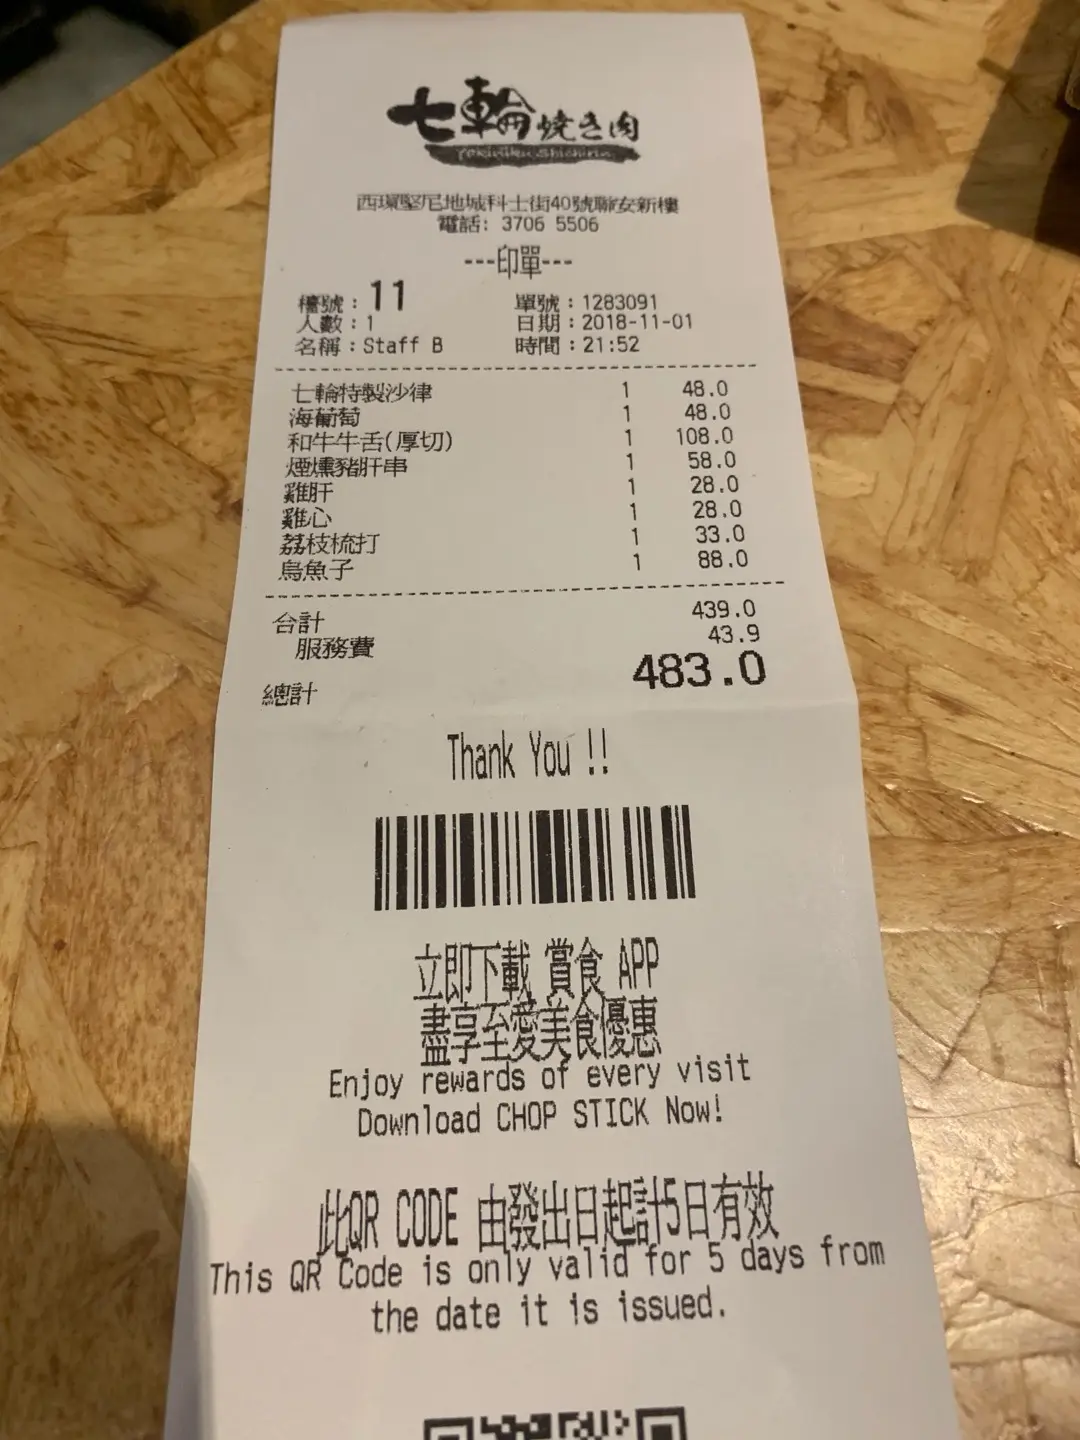 七輪焼き肉
Yakiniku Shichirin
西環堅尼地城科士街40號聯安新樓
電話: 3706 5506
---印單---
檯號：11 單號：1283091
人數：1 日期：2018-11-01
名稱：Staff B 時間：21:52
七輪特製沙律 1 48.0
海葡萄 1 48.0
和牛牛舌(厚切) 1 108.0
煙燻豬肝串 1 58.0
雞肝 1 28.0
雞心 1 28.0
荔枝梳打 1 33.0
烏魚子 1 88.0
合計 439.0
服務費 43.9
總計 483.0
Thank You !!
立即下載 賞食 APP
盡享至愛美食優惠
Enjoy rewards of every visit
Download CHOP STICK Now!
此QR CODE 由發出日起計5日有效
This QR Code is only valid for 5 days from
the date it is issued.